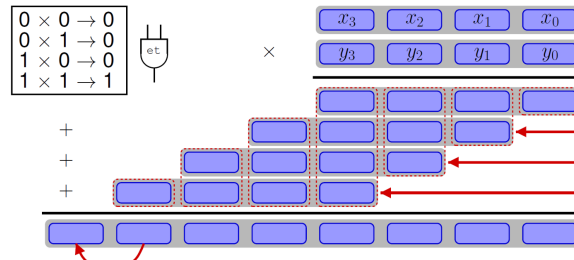 0 × 0 → 0
0 × 1 → 0
1 × 0 → 0
1 × 1 → 1
et
× x₃ x₂ x₁ x₀
y₃ y₂ y₁ y₀
+
+
+